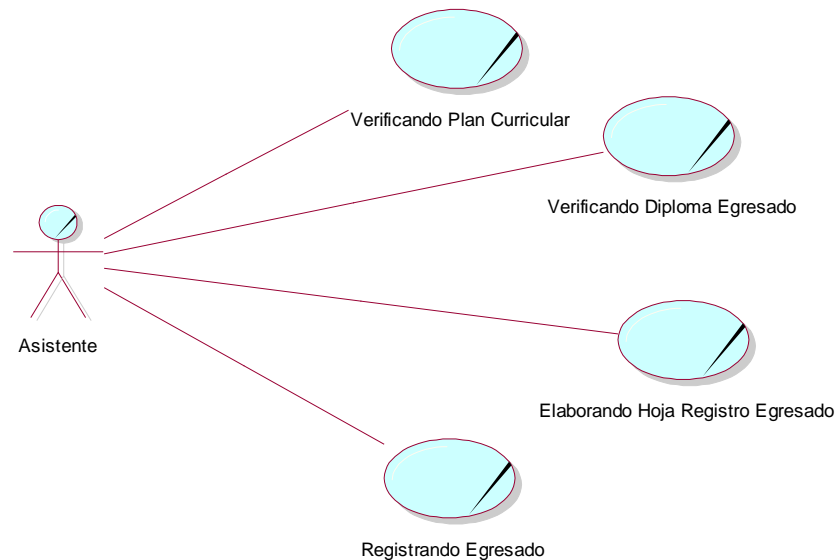 Verificando Plan Curricular
Verificando Diploma Egresado
Asistente
Elaborando Hoja Registro Egresado
Registrando Egresado